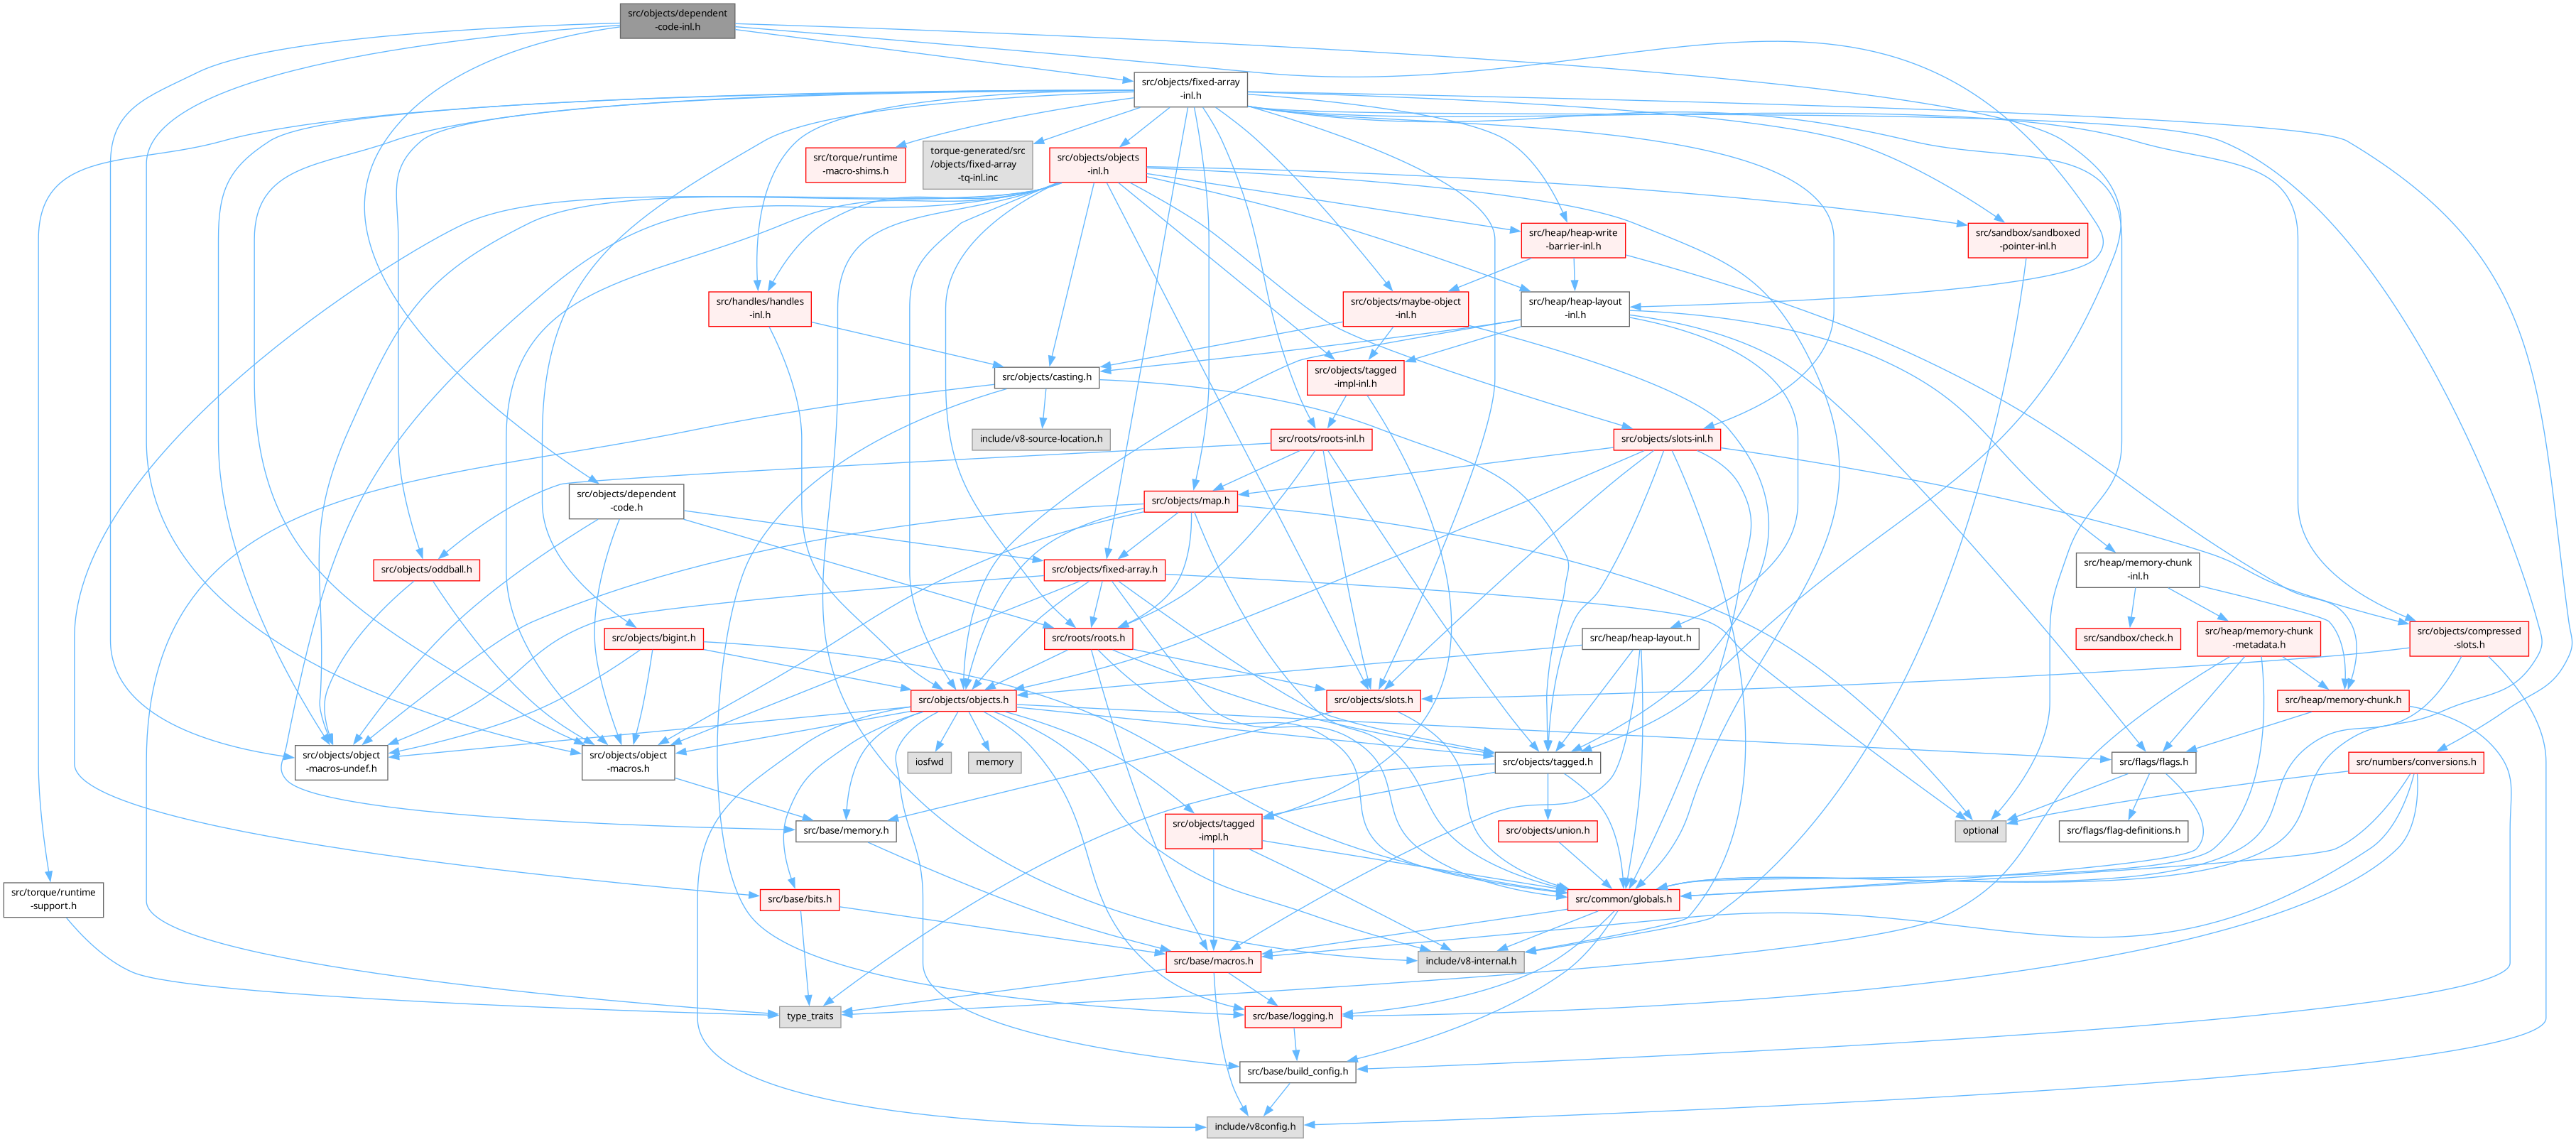 src/objects/dependent
-code-inl.h
src/objects/fixed-array
-inl.h
src/torque/runtime
-macro-shims.h
torque-generated/src
/objects/fixed-array
-tq-inl.inc
src/objects/objects
-inl.h
src/heap/heap-write
-barrier-inl.h
src/sandbox/sandboxed
-pointer-inl.h
src/handles/handles
-inl.h
src/objects/maybe-object
-inl.h
src/heap/heap-layout
-inl.h
src/objects/casting.h
src/objects/tagged
-impl-inl.h
include/v8-source-location.h
src/roots/roots-inl.h
src/objects/slots-inl.h
src/objects/dependent
-code.h
src/objects/map.h
src/objects/oddball.h
src/objects/fixed-array.h
src/heap/memory-chunk
-inl.h
src/objects/bigint.h
src/roots/roots.h
src/heap/heap-layout.h
src/sandbox/check.h
src/heap/memory-chunk
-metadata.h
src/objects/compressed
-slots.h
src/objects/objects.h
src/objects/slots.h
src/heap/memory-chunk.h
src/objects/object
-macros-undef.h
src/objects/object
-macros.h
iosfwd
memory
src/objects/tagged.h
src/flags/flags.h
src/numbers/conversions.h
src/base/memory.h
src/objects/tagged
-impl.h
src/objects/union.h
optional
src/flags/flag-definitions.h
src/torque/runtime
-support.h
src/base/bits.h
src/common/globals.h
src/base/macros.h
include/v8-internal.h
type_traits
src/base/logging.h
src/base/build_config.h
include/v8config.h